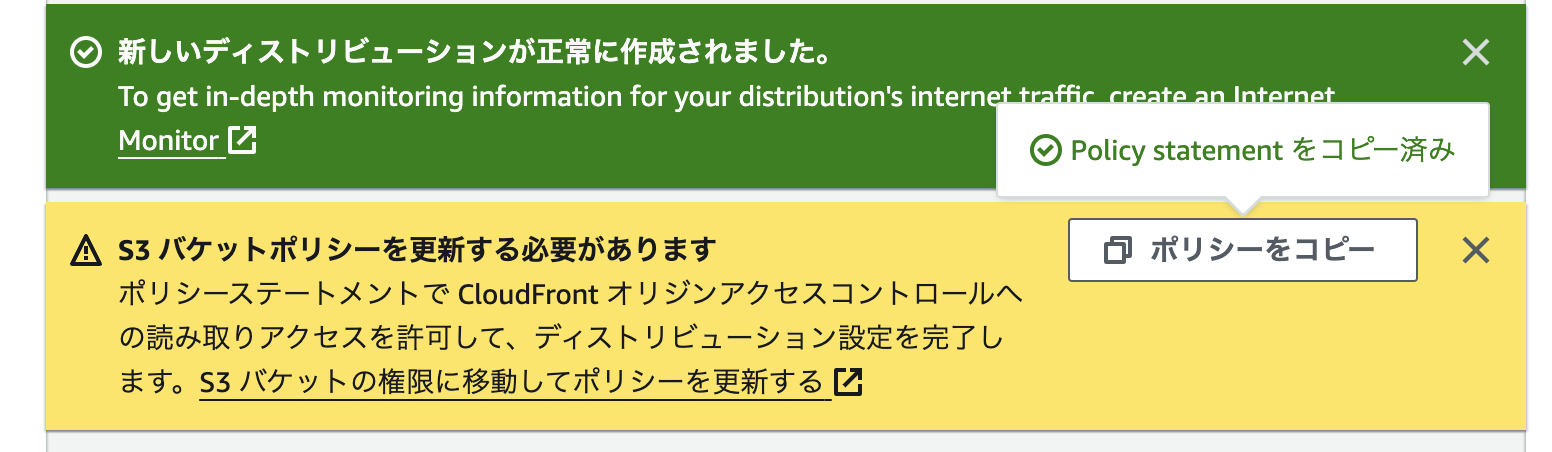 新しいディストリビューションが正常に作成されました。
To get in-depth monitoring information for your distribution's internet traffic, create an Internet
Monitor
Policy statement をコピー済み
S3 バケットポリシーを更新する必要があります
ポリシーをコピー
ポリシーステートメントで CloudFront オリジンアクセスコントロールへ
の読み取りアクセスを許可して、ディストリビューション設定を完了し
ます。S3 バケットの権限に移動してポリシーを更新する